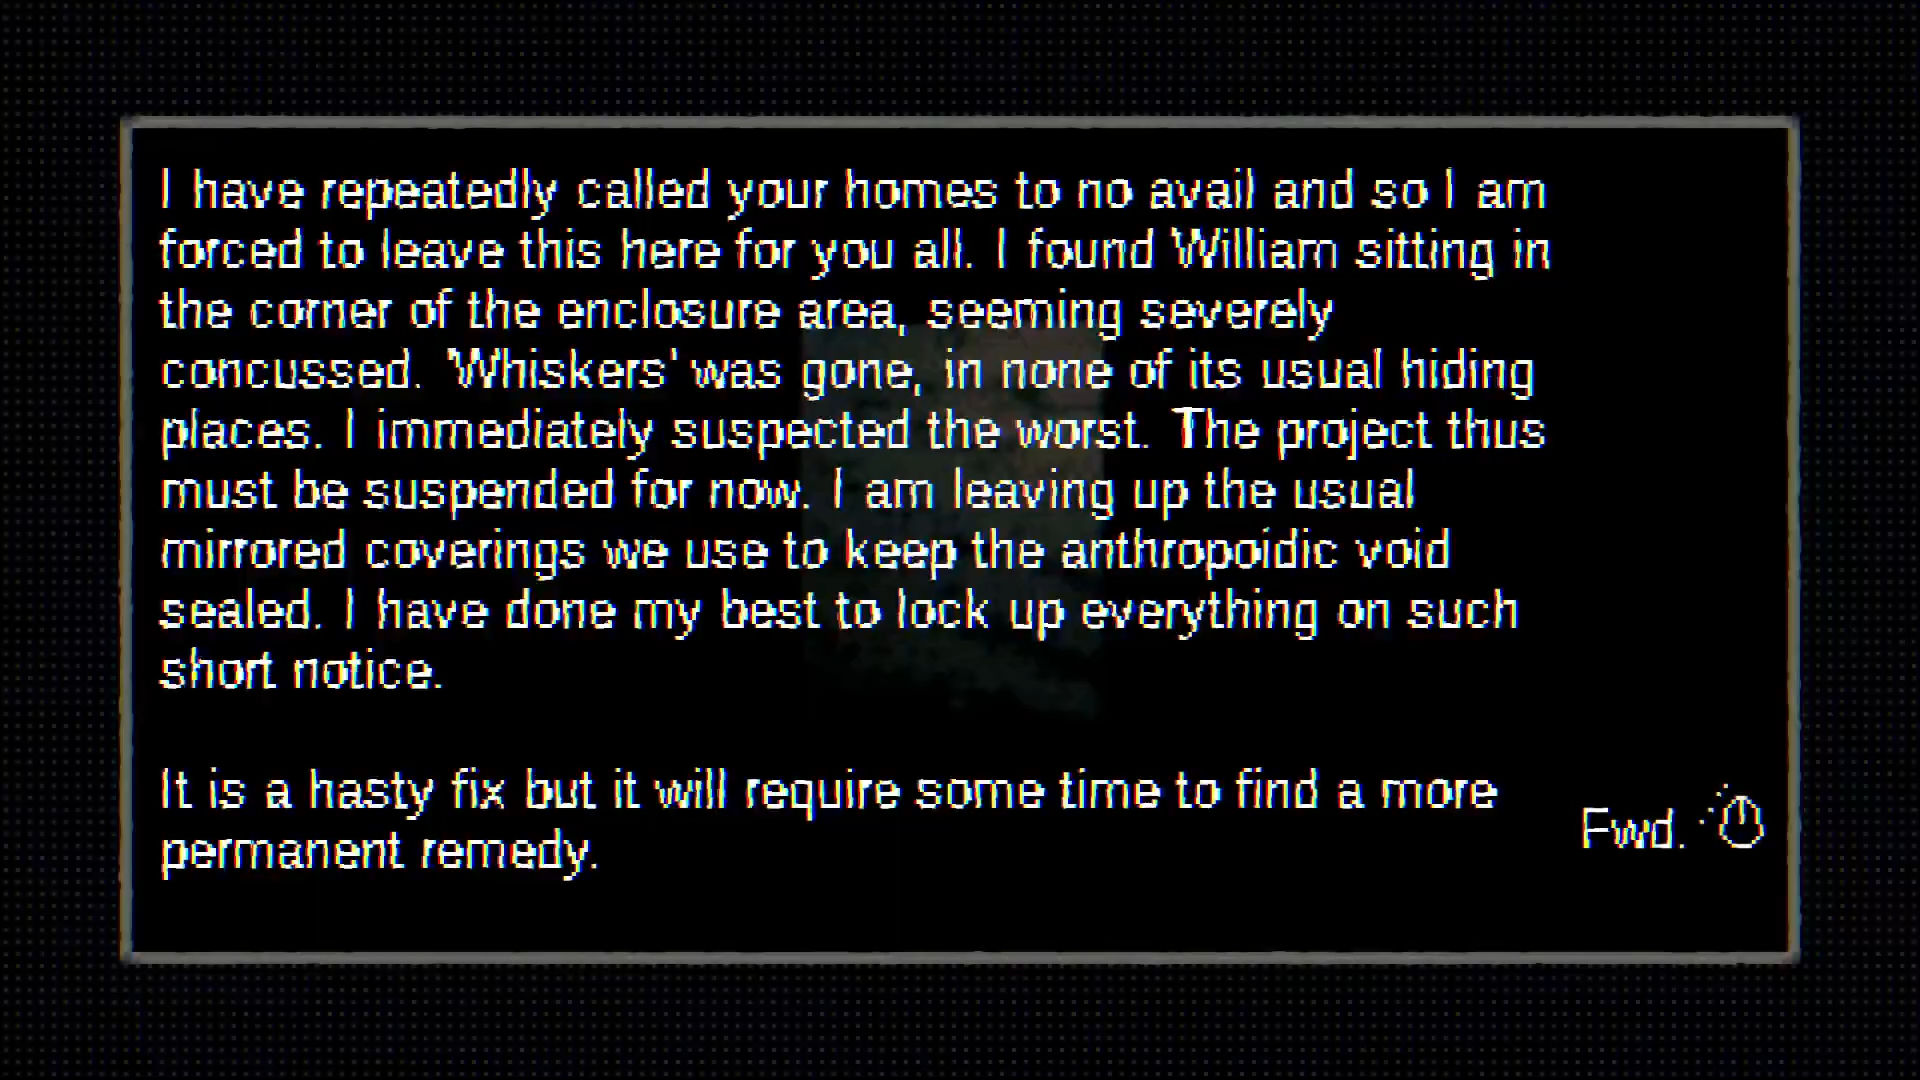 I have repeatedly called your homes to no avail and so I am
forced to leave this here for you all. I found William sitting in
the corner of the enclosure area, seeming severely
concussed. 'Whiskers' was gone, in none of its usual hiding
places. I immediately suspected the worst. The project thus
must be suspended for now. I am leaving up the usual
mirrored coverings we use to keep the anthropoidic void
sealed. I have done my best to lock up everything on such
short notice.
It is a hasty fix but it will require some time to find a more
permanent remedy.
Fwd.